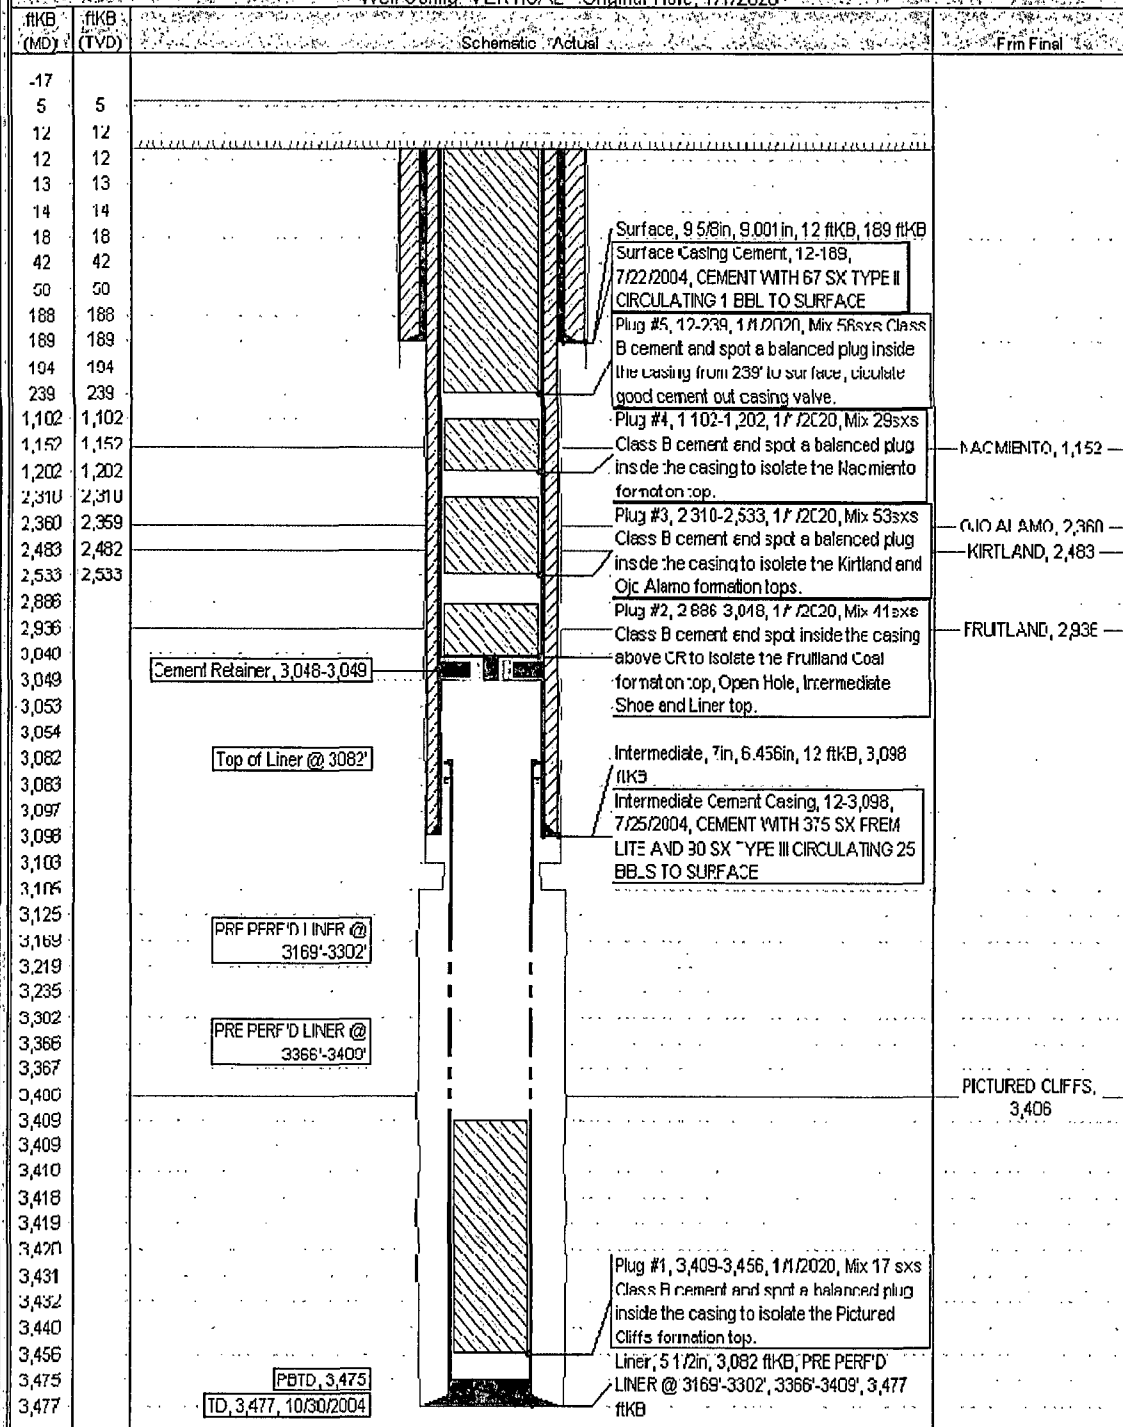 Well Config: VERTICAL - Original Hole, 1/1/2020
ftKB
(MD)
ftKB
(TVD)
Schematic - Actual
Frm Final
-17
5 5
12 12
12 12
13 13
14 14
18 18
42 42
50 50
188 188
189 189
194 194
239 239
1,102 1,102
1,152 1,152
1,202 1,202
2,310 2,310
2,360 2,359
2,483 2,482
2,533 2,533
2,886
2,936
3,048
3,049
3,053
3,054
3,082
3,083
3,097
3,098
3,103
3,105
3,125
3,169
3,219
3,235
3,302
3,366
3,367
3,406
3,409
3,409
3,410
3,418
3,419
3,420
3,431
3,432
3,440
3,456
3,475
3,477
Surface, 9 5/8in, 9.001in, 12 ftKB, 189 ftKB
Surface Casing Cement, 12-189,
7/22/2004, CEMENT WITH 67 SX TYPE II
CIRCULATING 1 BBL TO SURFACE
Plug #5, 12-239, 1/1/2020, Mix 56sxs Class
B cement and spot a balanced plug inside
the casing from 239' to surface, ciculate
good cement out casing valve.
Plug #4, 1,102-1,202, 1/1/2020, Mix 29sxs
Class B cement and spot a balanced plug
inside the casing to isolate the Nacmiento
formation top.
NACMIENTO, 1,152
Plug #3, 2,310-2,533, 1/1/2020, Mix 53sxs
Class B cement and spot a balanced plug
inside the casing to isolate the Kirtland and
Ojo Alamo formation tops.
OJO ALAMO, 2,360
KIRTLAND, 2,483
Plug #2, 2,886-3,048, 1/1/2020, Mix 41sxs
Class B cement and spot inside the casing
above CR to isolate the Fruitland Coal
formation top, Open Hole, Intermediate
Shoe and Liner top.
FRUITLAND, 2,936
Cement Retainer, 3,048-3,049
Top of Liner @ 3082'
Intermediate, 7in, 6.456in, 12 ftKB, 3,098
ftKB
Intermediate Cement Casing, 12-3,098,
7/25/2004, CEMENT WITH 375 SX PREM
LITE AND 30 SX TYPE III CIRCULATING 25
BBLS TO SURFACE
PRE PERF'D LINER @
3169'-3302'
PRE PERF'D LINER @
3366'-3409'
PICTURED CLIFFS,
3,406
Plug #1, 3,409-3,456, 1/1/2020, Mix 17 sxs
Class B cement and spot a balanced plug
inside the casing to isolate the Pictured
Cliffs formation top.
Liner, 5 1/2in, 3,082 ftKB, PRE PERF'D
LINER @ 3169'-3302', 3366'-3409', 3,477
ftKB
PBTD, 3,475
TD, 3,477, 10/30/2004